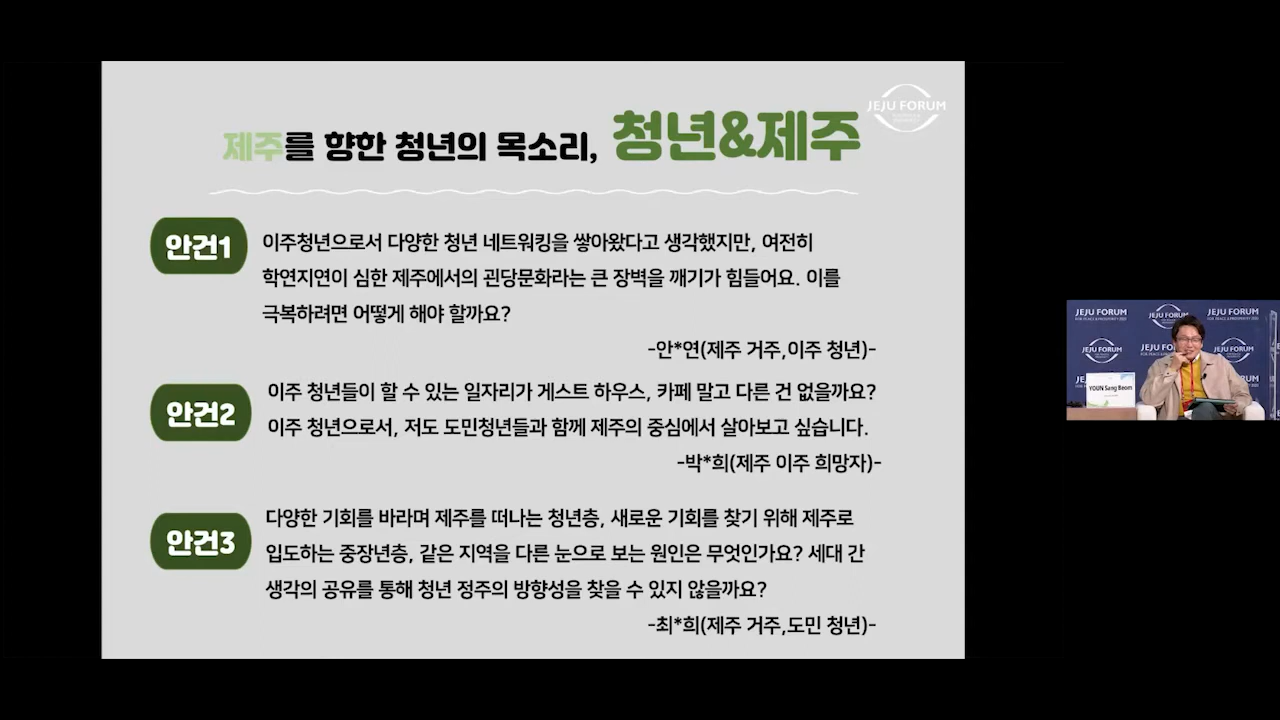 JEJU FORUM
제주를 향한 청년의 목소리, 청년&제주
안건1
이주청년으로서 다양한 청년 네트워킹을 쌓아왔다고 생각했지만, 여전히
학연지연이 심한 제주에서의 괸당문화라는 큰 장벽을 깨기가 힘들어요. 이를
극복하려면 어떻게 해야 할까요?
-안*연(제주 거주,이주 청년)-
안건2
이주 청년들이 할 수 있는 일자리가 게스트 하우스, 카페 말고 다른 건 없을까요?
이주 청년으로서, 저도 도민청년들과 함께 제주의 중심에서 살아보고 싶습니다.
-박*희(제주 이주 희망자)-
안건3
다양한 기회를 바라며 제주를 떠나는 청년층, 새로운 기회를 찾기 위해 제주로
입도하는 중장년층, 같은 지역을 다른 눈으로 보는 원인은 무엇인가요? 세대 간
생각의 공유를 통해 청년 정주의 방향성을 찾을 수 있지 않을까요?
-최*희(제주 거주,도민 청년)-
JEJU FORUM
JEJU FORUM
JEJU FORUM
JEJU FORUM
YOUN Sang Beom